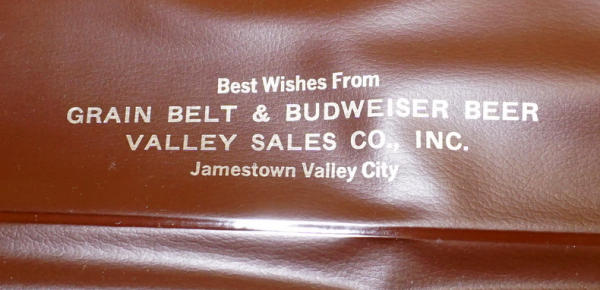 Best Wishes From
GRAIN BELT & BUDWEISER BEER
VALLEY SALES CO., INC.
Jamestown Valley City